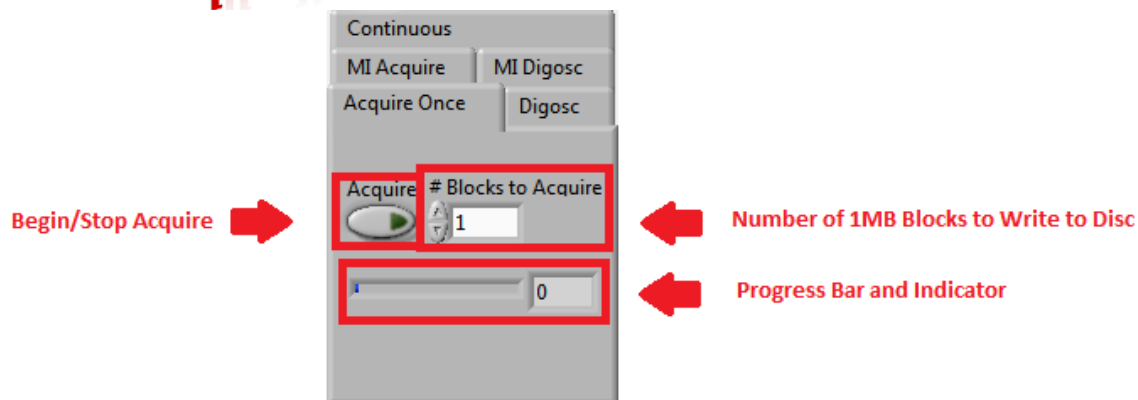 Continuous
MI Acquire MI Digosc
Acquire Once Digosc
Acquire # Blocks to Acquire
Begin/Stop Acquire 1 Number of 1MB Blocks to Write to Disc
0 Progress Bar and Indicator